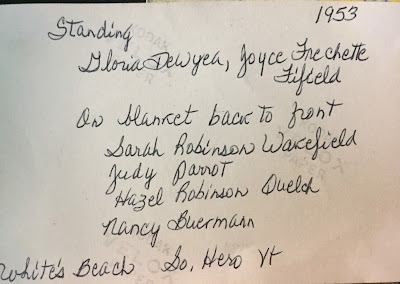 1953
Standing
Gloria Dewyea, Joyce Frechette
Fifield
On blanket back to front
Sarah Robinson Wakefield
Judy Parrot
Hazel Robinson Quelch
Nancy Buermann
White's Beach So, Hero Vt